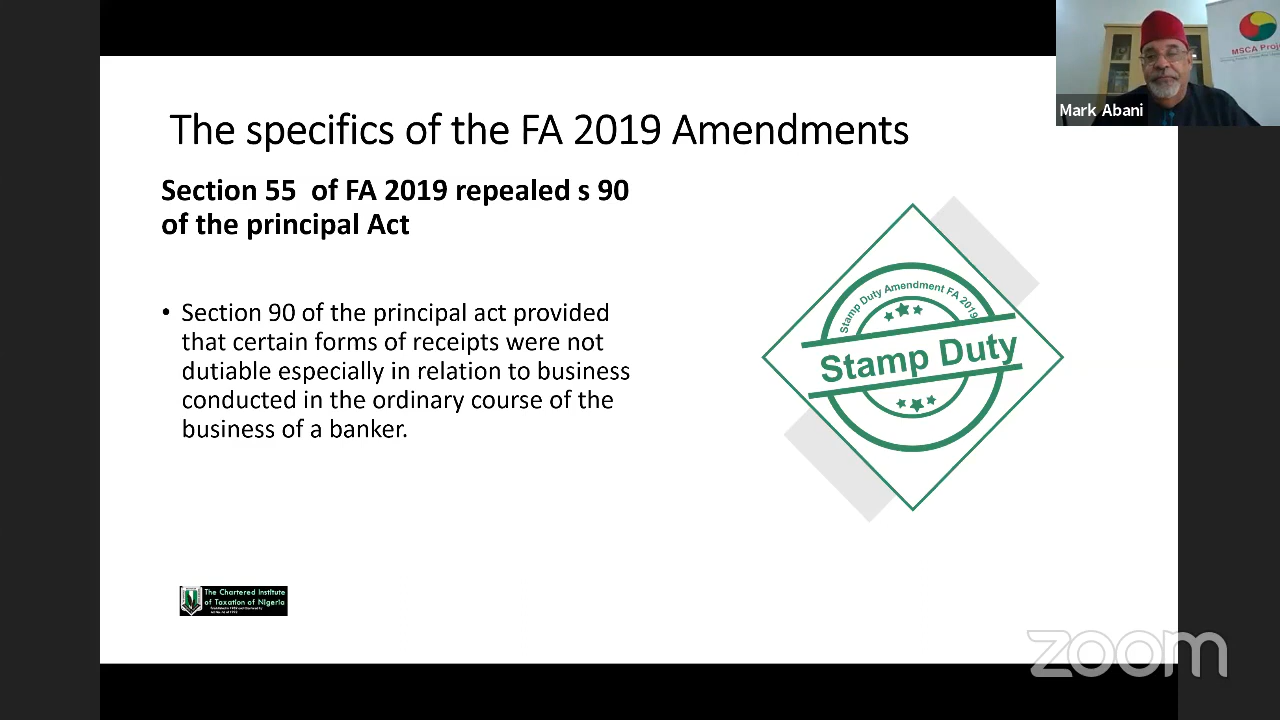 MSCA Proj
Mark Abani
The specifics of the FA 2019 Amendments
Section 55 of FA 2019 repealed s 90
of the principal Act
• Section 90 of the principal act provided
that certain forms of receipts were not
dutiable especially in relation to business
conducted in the ordinary course of the
business of a banker.
Stamp Duty Amendment FA 2019
Stamp Duty
The Chartered Institute
of Taxation of Nigeria
zoom